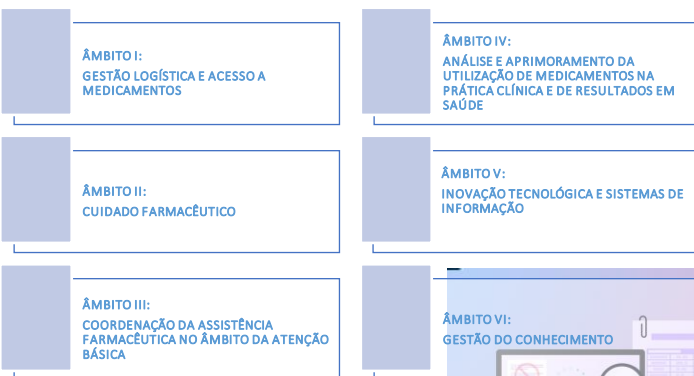 ÂMBITO I:
GESTÃO LOGÍSTICA E ACESSO A
MEDICAMENTOS
ÂMBITO II:
CUIDADO FARMACÊUTICO
ÂMBITO III:
COORDENAÇÃO DA ASSISTÊNCIA
FARMACÊUTICA NO ÂMBITO DA ATENÇÃO
BÁSICA
ÂMBITO IV:
ANÁLISE E APRIMORAMENTO DA
UTILIZAÇÃO DE MEDICAMENTOS NA
PRÁTICA CLÍNICA E DE RESULTADOS EM
SAÚDE
ÂMBITO V:
INOVAÇÃO TECNOLÓGICA E SISTEMAS DE
INFORMAÇÃO
ÂMBITO VI:
GESTÃO DO CONHECIMENTO